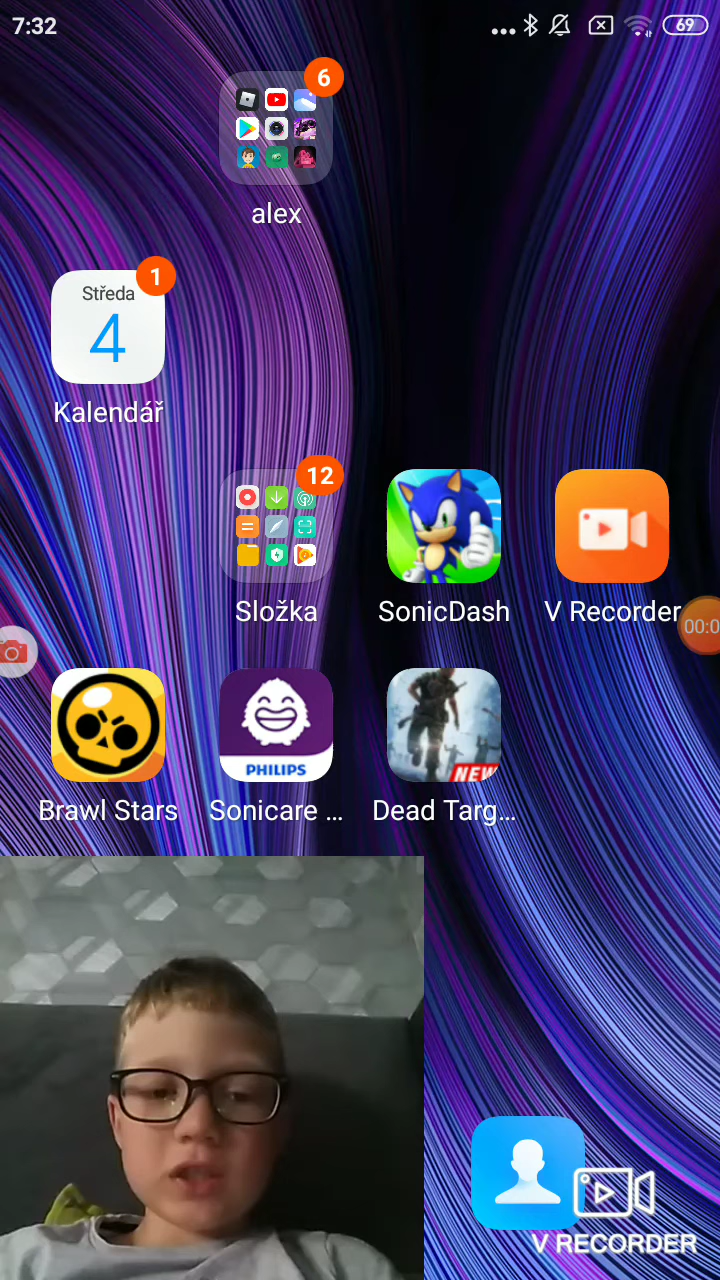 7:32
69
6
alex
1
Středa
4
Kalendář
12
Složka
SonicDash
V Recorder
00:0
PHILIPS
NEW
Brawl Stars
Sonicare ...
Dead Targ...
V RECORDER